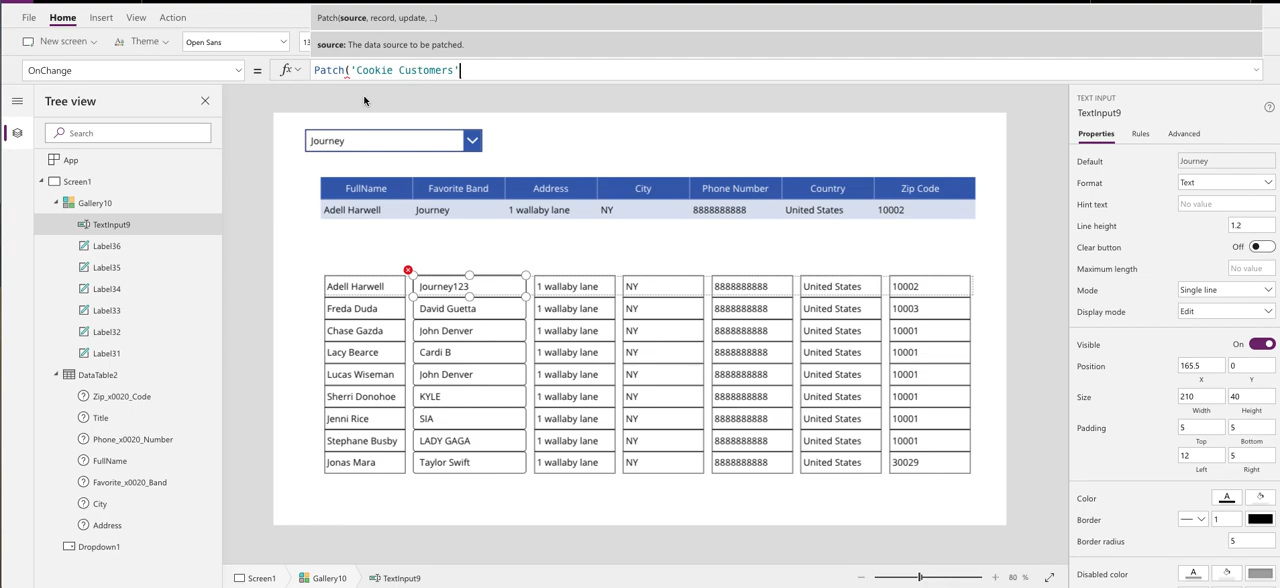 File Home Insert View Action
Patch(source, record, update, ...)
New screen Theme Open Sans 13
source: The data source to be patched.
OnChange = fx Patch('Cookie Customers'
Tree view
Search
App
Screen1
Gallery10
TextInput9
Label36
Label35
Label34
Label33
Label32
Label31
DataTable2
Zip_x0020_Code
Title
Phone_x0020_Number
FullName
Favorite_x0020_Band
City
Address
Dropdown1
Journey
FullName Favorite Band Address City Phone Number Country Zip Code
Adell Harwell Journey 1 wallaby lane NY 8888888888 United States 10002
Adell Harwell Journey123 1 wallaby lane NY 8888888888 United States 10002
Freda Duda David Guetta 1 wallaby lane NY 8888888888 United States 10003
Chase Gazda John Denver 1 wallaby lane NY 8888888888 United States 10001
Lacy Bearce Cardi B 1 wallaby lane NY 8888888888 United States 10001
Lucas Wiseman John Denver 1 wallaby lane NY 8888888888 United States 10001
Sherri Donohoe KYLE 1 wallaby lane NY 8888888888 United States 10001
Jenni Rice SIA 1 wallaby lane NY 8888888888 United States 10001
Stephane Busby LADY GAGA 1 wallaby lane NY 8888888888 United States 10001
Jonas Mara Taylor Swift 1 wallaby lane NY 8888888888 United States 30029
Screen1 Gallery10 TextInput9
80 %
TEXT INPUT
TextInput9
Properties Rules Advanced
Default Journey
Format Text
Hint text No value
Line height 1.2
Clear button Off
Maximum length No value
Mode Single line
Display mode Edit
Visible On
Position 165.5 0
X Y
Size 210 40
Width Height
Padding 5 5
Top Bottom
12 5
Left Right
Color A
Border 1
Border radius 5
Disabled color A